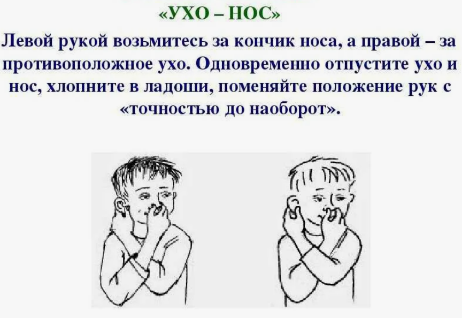 «УХО – НОС»
Левой рукой возьмитесь за кончик носа, а правой – за
противоположное ухо. Одновременно отпустите ухо и
нос, хлопните в ладоши, поменяйте положение рук с
«точностью до наоборот».